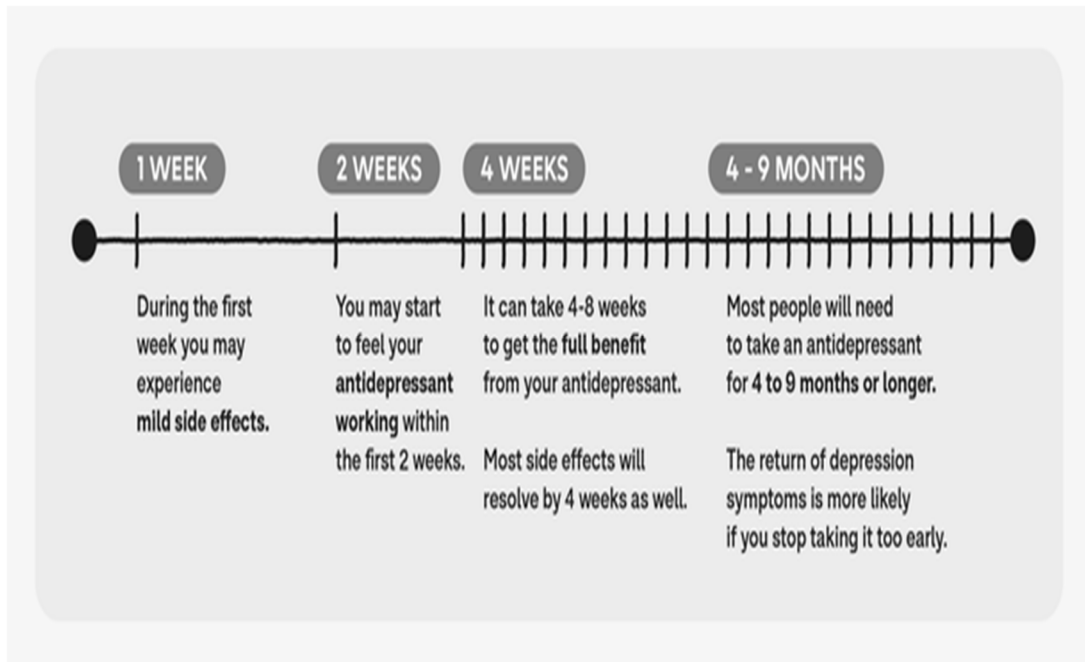 1 WEEK
2 WEEKS
4 WEEKS
4 - 9 MONTHS
During the first
week you may
experience
mild side effects.
You may start
to feel your
antidepressant
working within
the first 2 weeks.
It can take 4-8 weeks
to get the full benefit
from your antidepressant.
Most side effects will
resolve by 4 weeks as well.
Most people will need
to take an antidepressant
for 4 to 9 months or longer.
The return of depression
symptoms is more likely
if you stop taking it too early.